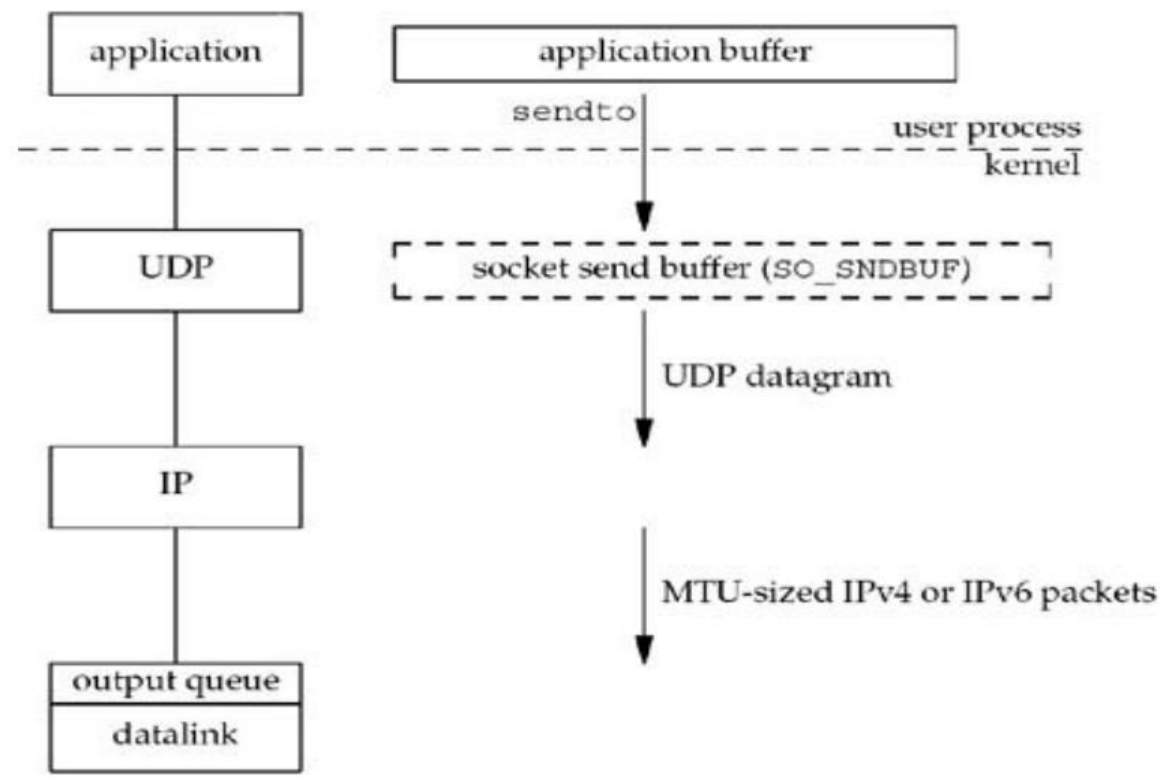 application
application buffer
sendto
user process
kernel
UDP
socket send buffer (SO_SNDBUF)
UDP datagram
IP
MTU-sized IPv4 or IPv6 packets
output queue
datalink